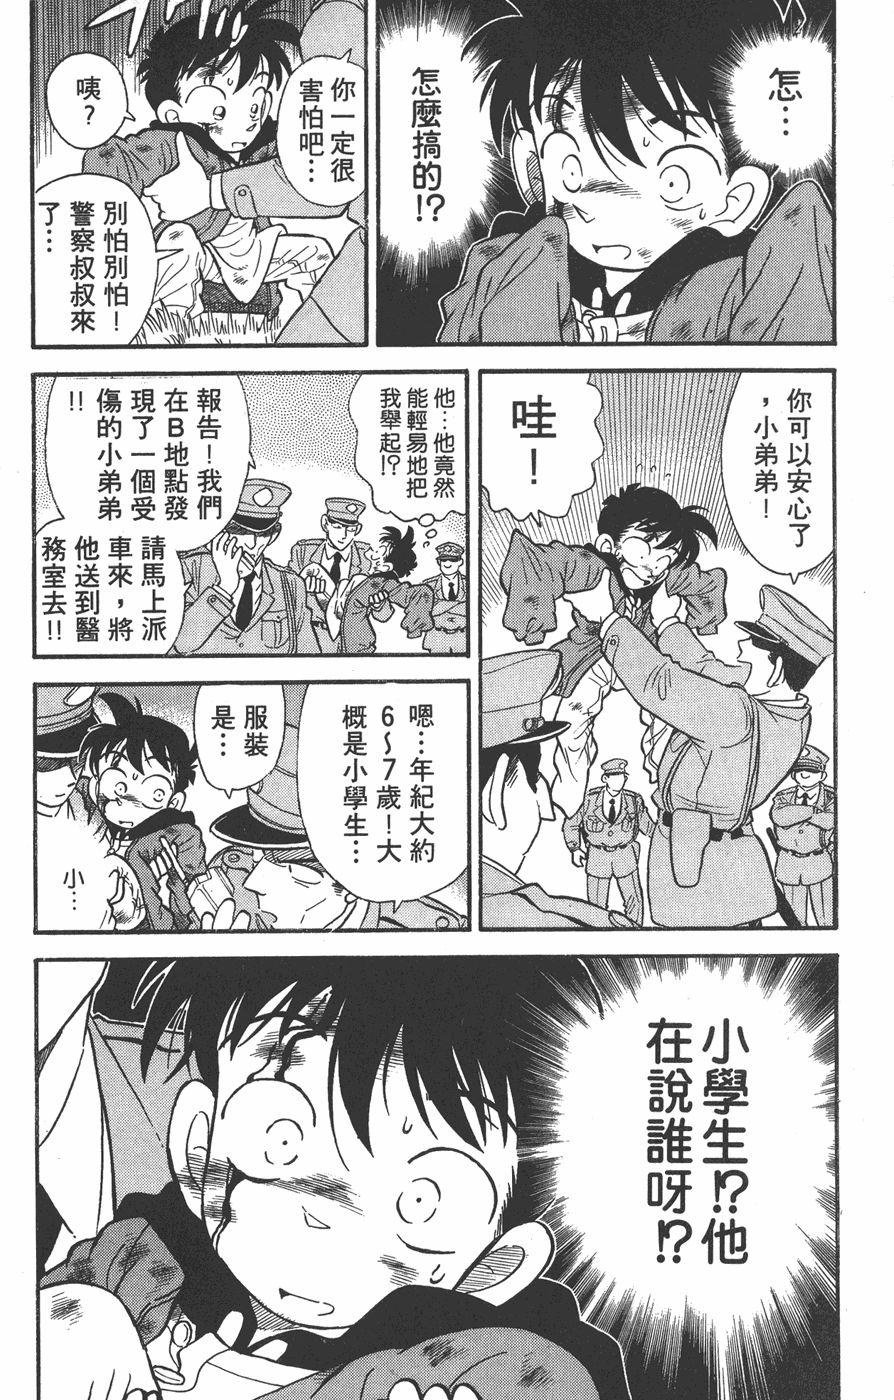 怎…
怎麼搞的!?
你一定很
害怕吧…
咦?
別怕別怕!
警察叔叔來
了…
你可以安心了
,小弟弟!
哇!
他…他竟然
能輕易地把
我舉起!?
報告!我們
在B地點發
現了一個受
傷的小弟弟
!!
請馬上派
車來,將
他送到醫
務室去!!
嗯…年紀大約
6~7歲!大
概是小學生…
服裝
是…
小…
小學生!?他
在說誰呀!?